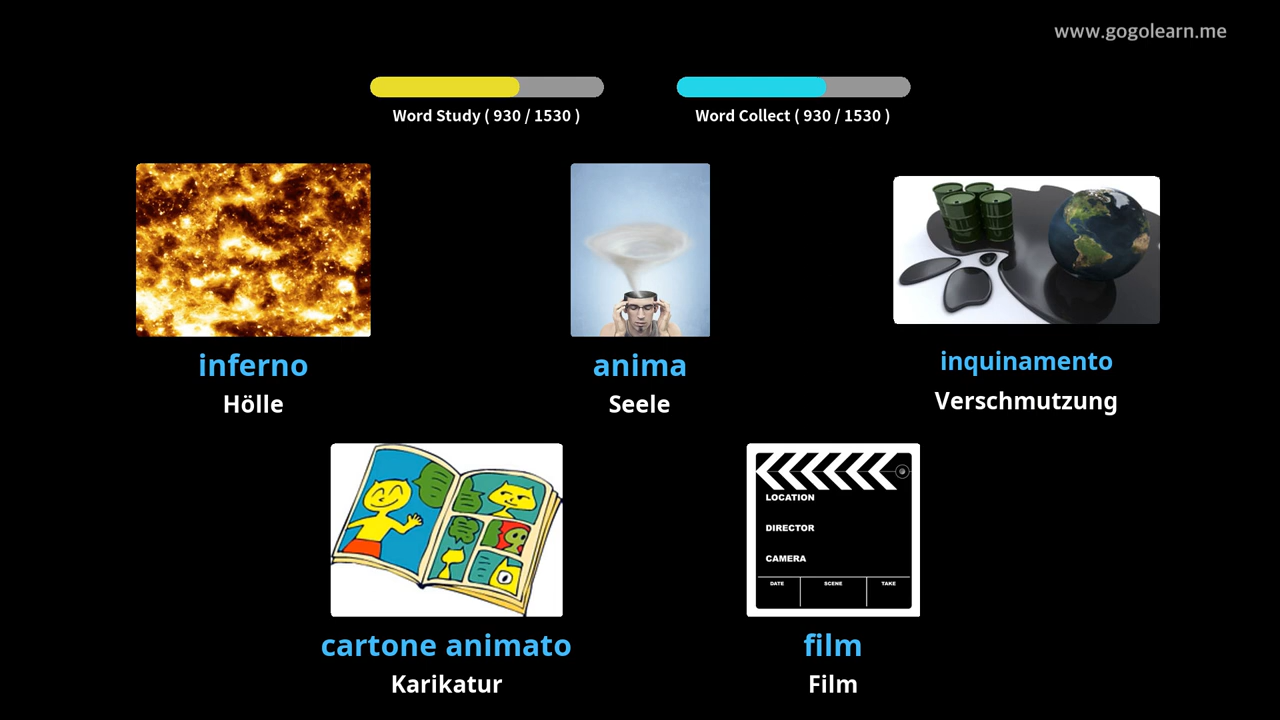 www.gogolearn.me
Word Study ( 930 / 1530 )
Word Collect ( 930 / 1530 )
inferno
Hölle
anima
Seele
inquinamento
Verschmutzung
LOCATION
DIRECTOR
CAMERA
DATE SCENE TAKE
cartone animato
Karikatur
film
Film